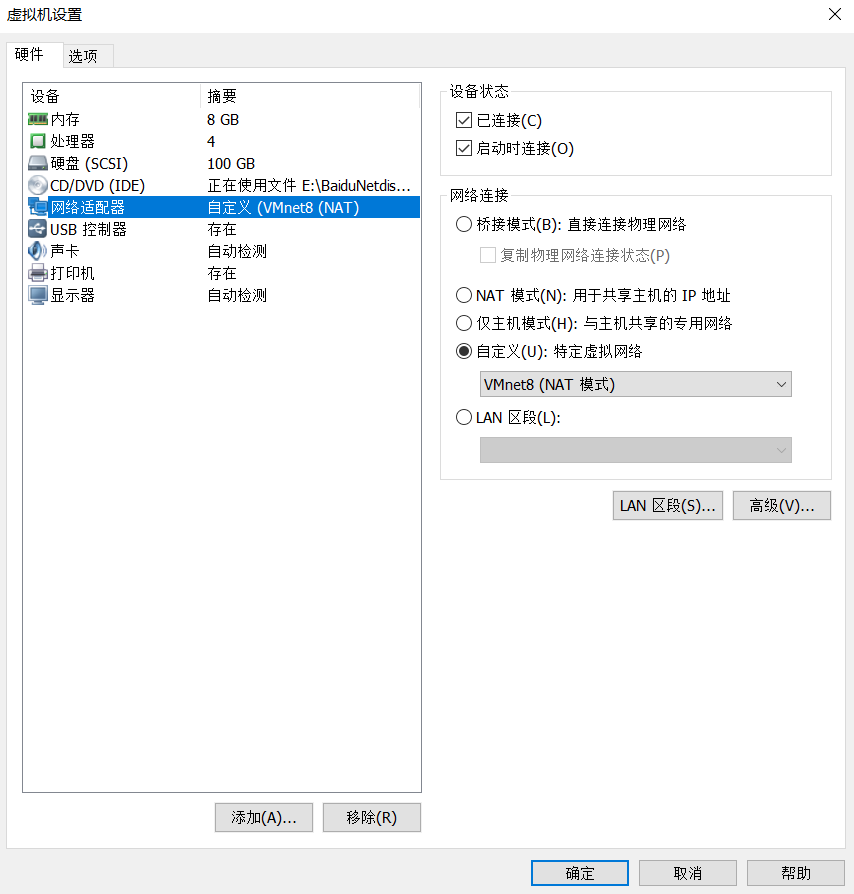 虚拟机设置
硬件 选项
设备 摘要
内存 8 GB
处理器 4
硬盘 (SCSI) 100 GB
CD/DVD (IDE) 正在使用文件 E:\BaiduNetdis...
网络适配器 自定义 (VMnet8 (NAT)
USB 控制器 存在
声卡 自动检测
打印机 存在
显示器 自动检测
添加(A)... 移除(R)
设备状态
已连接(C)
启动时连接(O)
网络连接
桥接模式(B): 直接连接物理网络
复制物理网络连接状态(P)
NAT 模式(N): 用于共享主机的 IP 地址
仅主机模式(H): 与主机共享的专用网络
自定义(U): 特定虚拟网络
VMnet8 (NAT 模式)
LAN 区段(L):
LAN 区段(S)... 高级(V)...
确定 取消 帮助